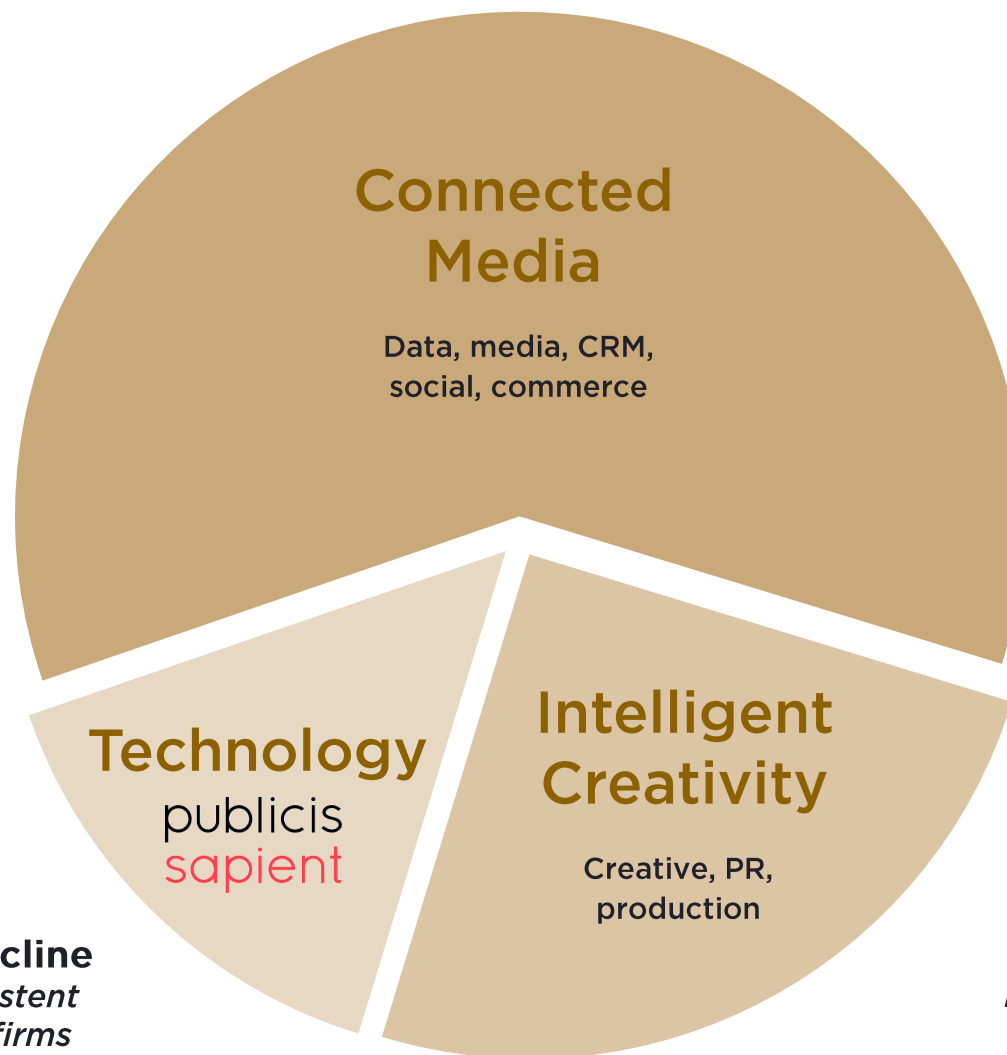 Connected
Media
Data, media, CRM,
social, commerce
Technology
publicis
sapient
Intelligent
Creativity
Creative, PR,
production
cline
stent
firms